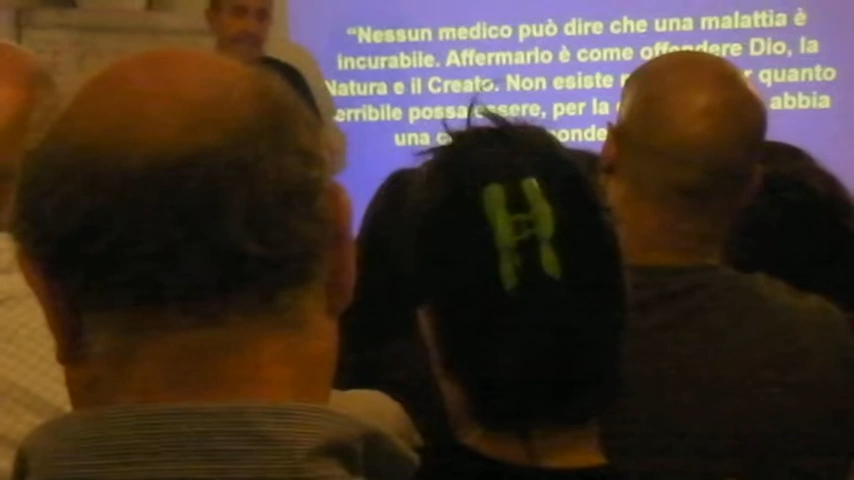 “Nessun medico può dire che una malattia è
incurabile. Affermarlo è come offendere Dio, la
Natura e il Creato. Non esiste quanto
erribile possa essere, per la abbia
una